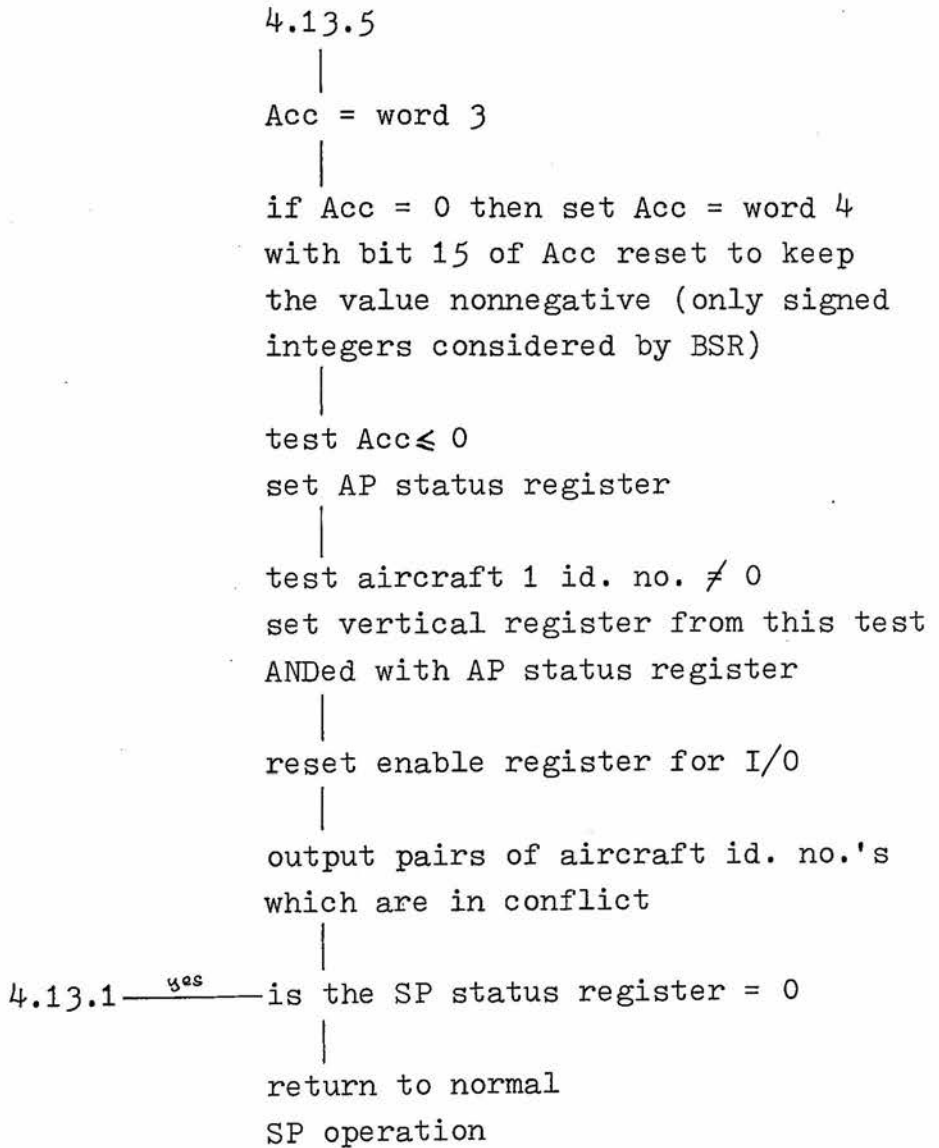 4.13.5
Acc = word 3
if Acc = 0 then set Acc = word 4
with bit 15 of Acc reset to keep
the value nonnegative (only signed
integers considered by BSR)
test Acc⩽ 0
set AP status register
test aircraft 1 id. no. ≠ 0
set vertical register from this test
ANDed with AP status register
reset enable register for I/O
output pairs of aircraft id. no.'s
which are in conflict
4.13.1 yes is the SP status register = 0
return to normal
SP operation